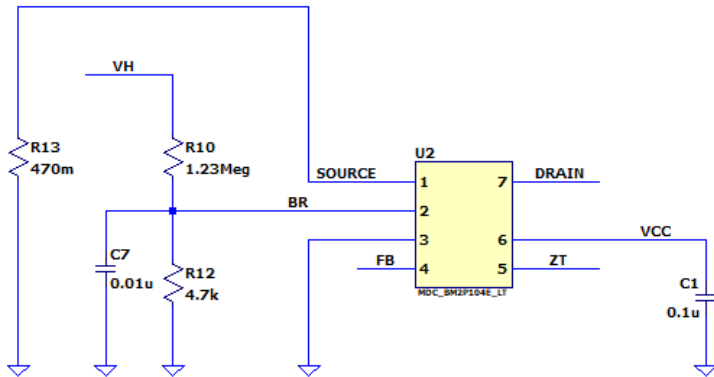 VH
R13
470m
R10
1.23Meg
U2
SOURCE
1
7
DRAIN
BR
2
3
6
VCC
FB
4
5
ZT
MDC_BM2P104E_LT
C7
0.01u
R12
4.7k
C1
0.1u